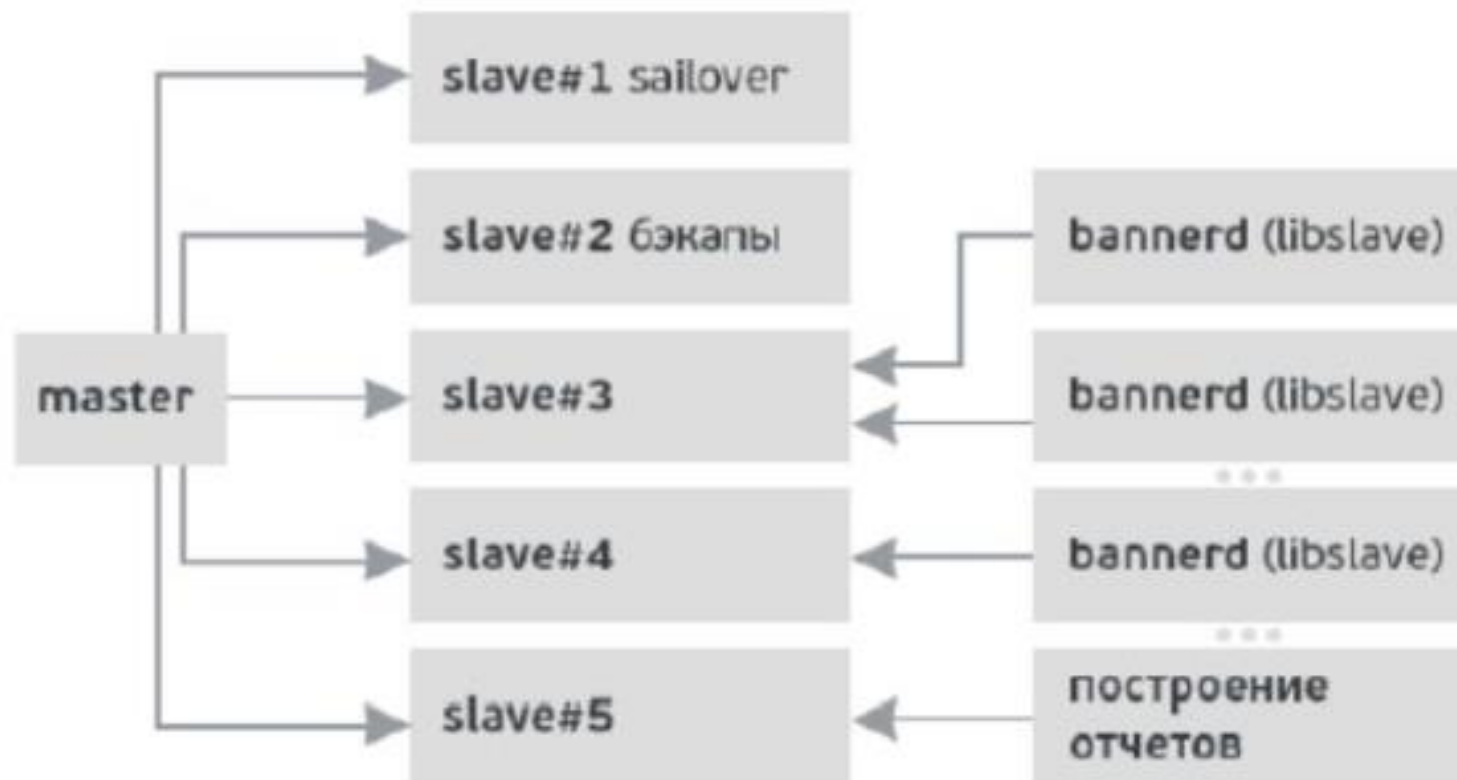 slave#1 sailover
slave#2 бэкапы
bannerd (libslave)
master
slave#3
bannerd (libslave)
slave#4
bannerd (libslave)
slave#5
построение
отчетов